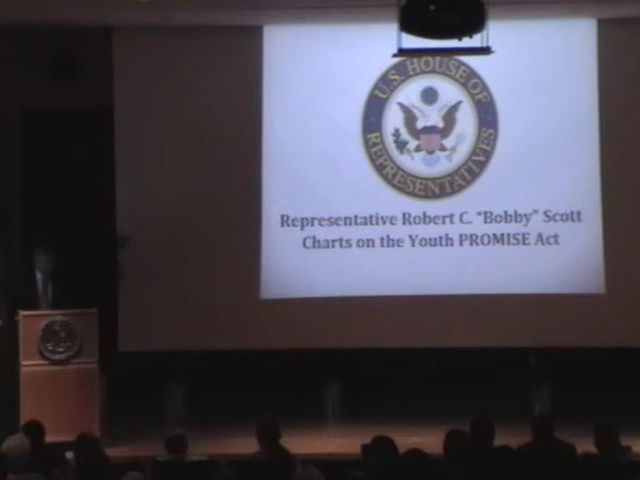 U.S. HOUSE OF
REPRESENTATIVES
Representative Robert C. "Bobby" Scott
Charts on the Youth PROMISE Act